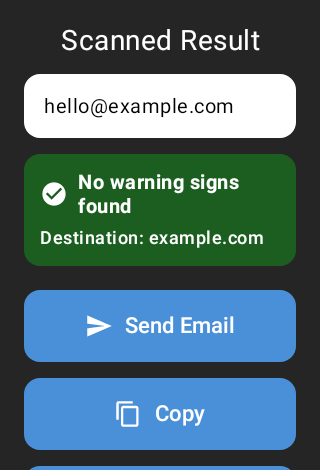 Scanned Result
hello@example.com
No warning signs
found
Destination: example.com
Send Email
Copy